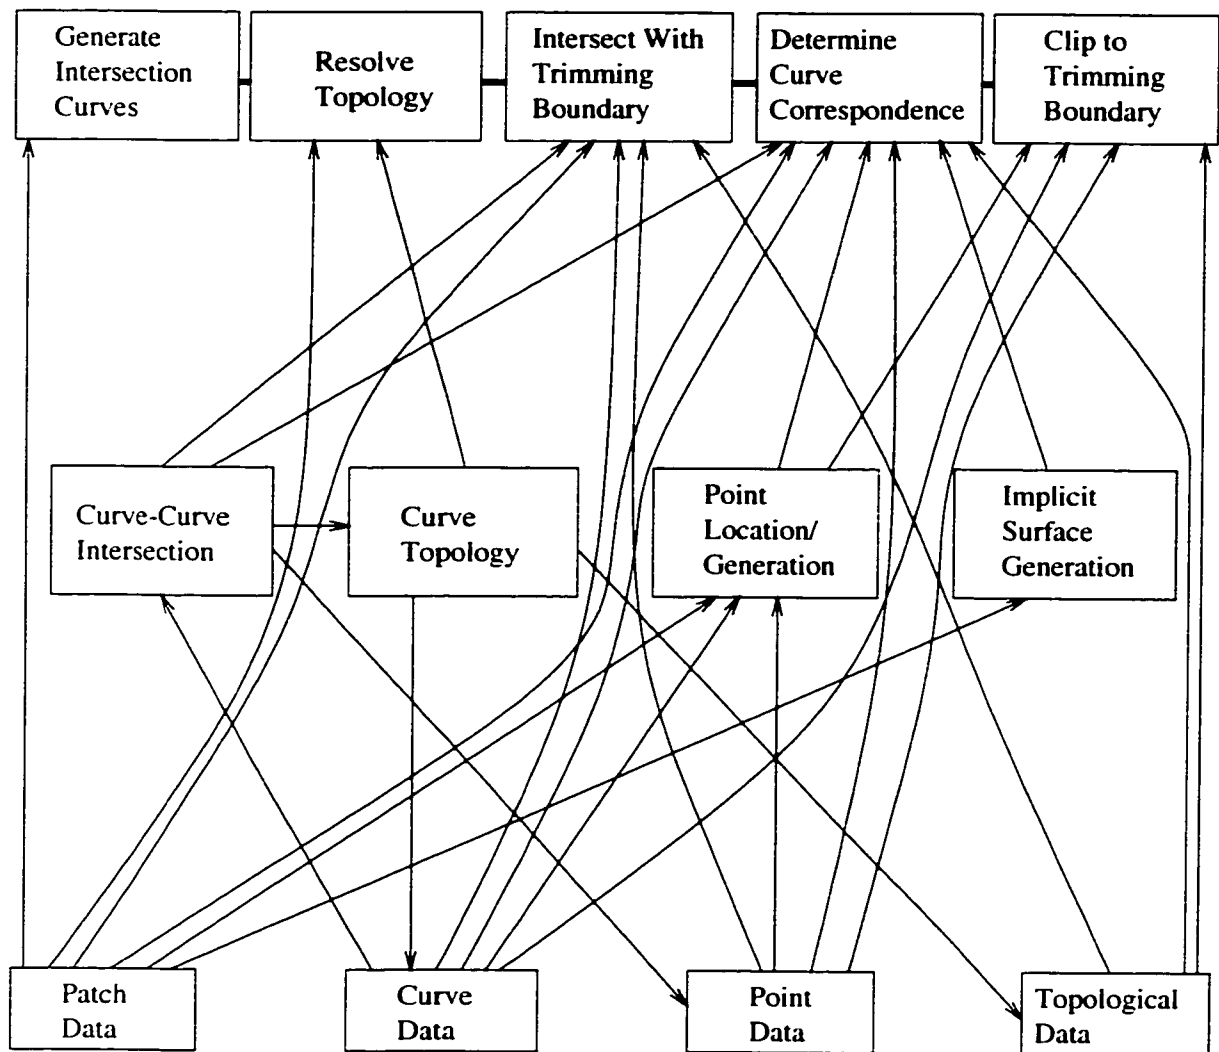 Generate
Intersection
Curves
Resolve
Topology
Intersect With
Trimming
Boundary
Determine
Curve
Correspondence
Clip to
Trimming
Boundary
Curve-Curve
Intersection
Curve
Topology
Point
Location/
Generation
Implicit
Surface
Generation
Patch
Data
Curve
Data
Point
Data
Topological
Data